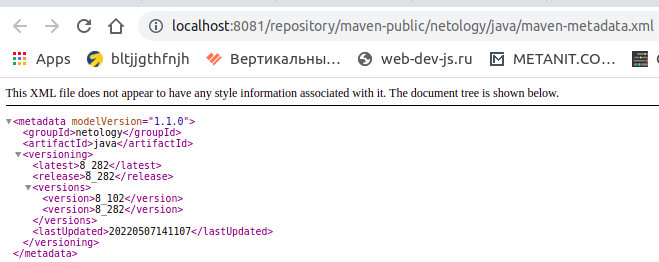 localhost:8081/repository/maven-public/netology/java/maven-metadata.xml
Apps bltjjgthfnjh Вертикальны... web-dev-js.ru METANIT.CO...
This XML file does not appear to have any style information associated with it. The document tree is shown below.
<metadata modelVersion="1.1.0">
<groupId>netology</groupId>
<artifactId>java</artifactId>
<versioning>
<latest>8_282</latest>
<release>8_282</release>
<versions>
<version>8_102</version>
<version>8_282</version>
</versions>
<lastUpdated>20220507141107</lastUpdated>
</versioning>
</metadata>